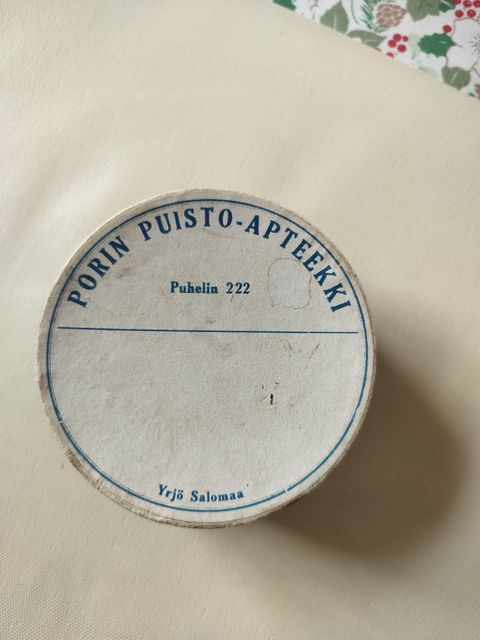 PORIN PUISTO-APTEEKKI
Puhelin 222
Yrjö Salomaa